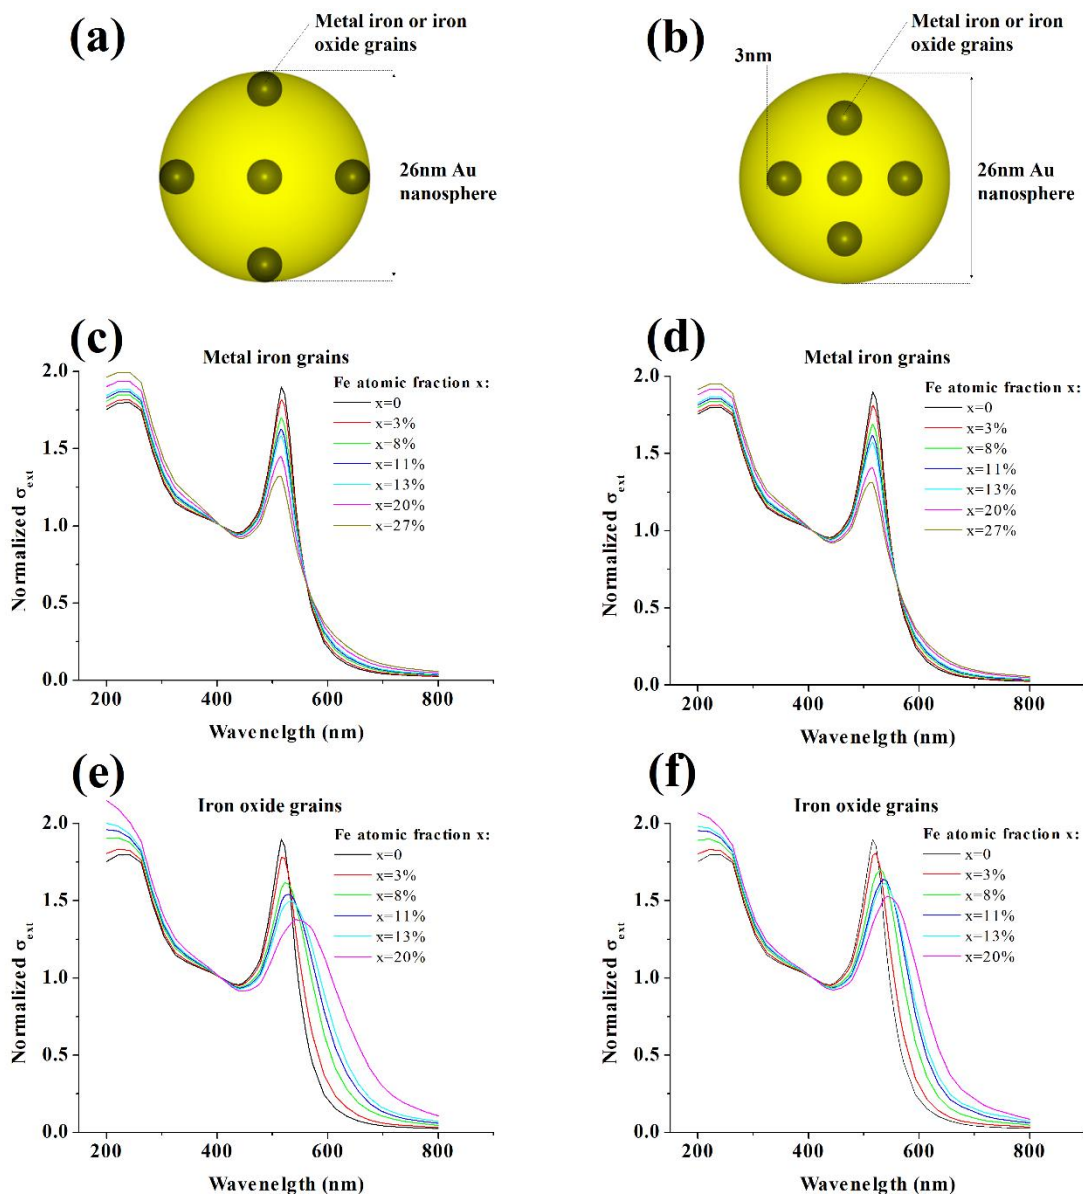 (a)
Metal iron or iron
oxide grains
26nm Au
nanosphere
(b)
Metal iron or iron
oxide grains
3nm
26nm Au
nanosphere
(c)
Metal iron grains
Fe atomic fraction x:
x=0
x=3%
x=8%
x=11%
x=13%
x=20%
x=27%
2.0
1.5
1.0
0.5
0.0
Normalized σext
200
400
600
800
Wavenelgth (nm)
(d)
Metal iron grains
Fe atomic fraction x:
x=0
x=3%
x=8%
x=11%
x=13%
x=20%
x=27%
2.0
1.5
1.0
0.5
0.0
Normalized σext
200
400
600
800
Wavenelgth (nm)
(e)
Iron oxide grains
Fe atomic fraction x:
x=0
x=3%
x=8%
x=11%
x=13%
x=20%
2.0
1.5
1.0
0.5
0.0
Normalized σext
200
400
600
800
Wavenelgth (nm)
(f)
Iron oxide grains
Fe atomic fraction x:
x=0
x=3%
x=8%
x=11%
x=13%
x=20%
2.0
1.5
1.0
0.5
0.0
Normalized σext
200
400
600
800
Wavenelgth (nm)